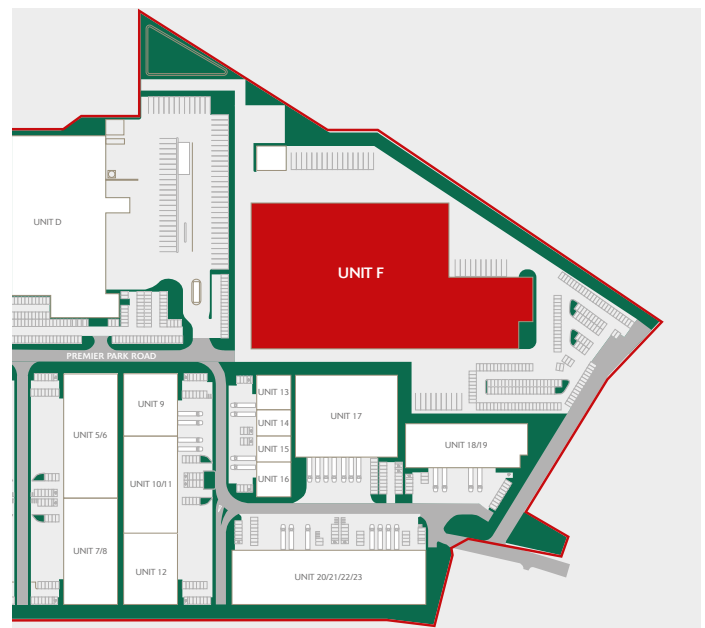 UNIT D
UNIT F
PREMIER PARK ROAD
UNIT 13
UNIT 9
UNIT 14
UNIT 17
UNIT 5/6
UNIT 15
UNIT 18/19
UNIT 16
UNIT 10/11
UNIT 7/8
UNIT 12
UNIT 20/21/22/23